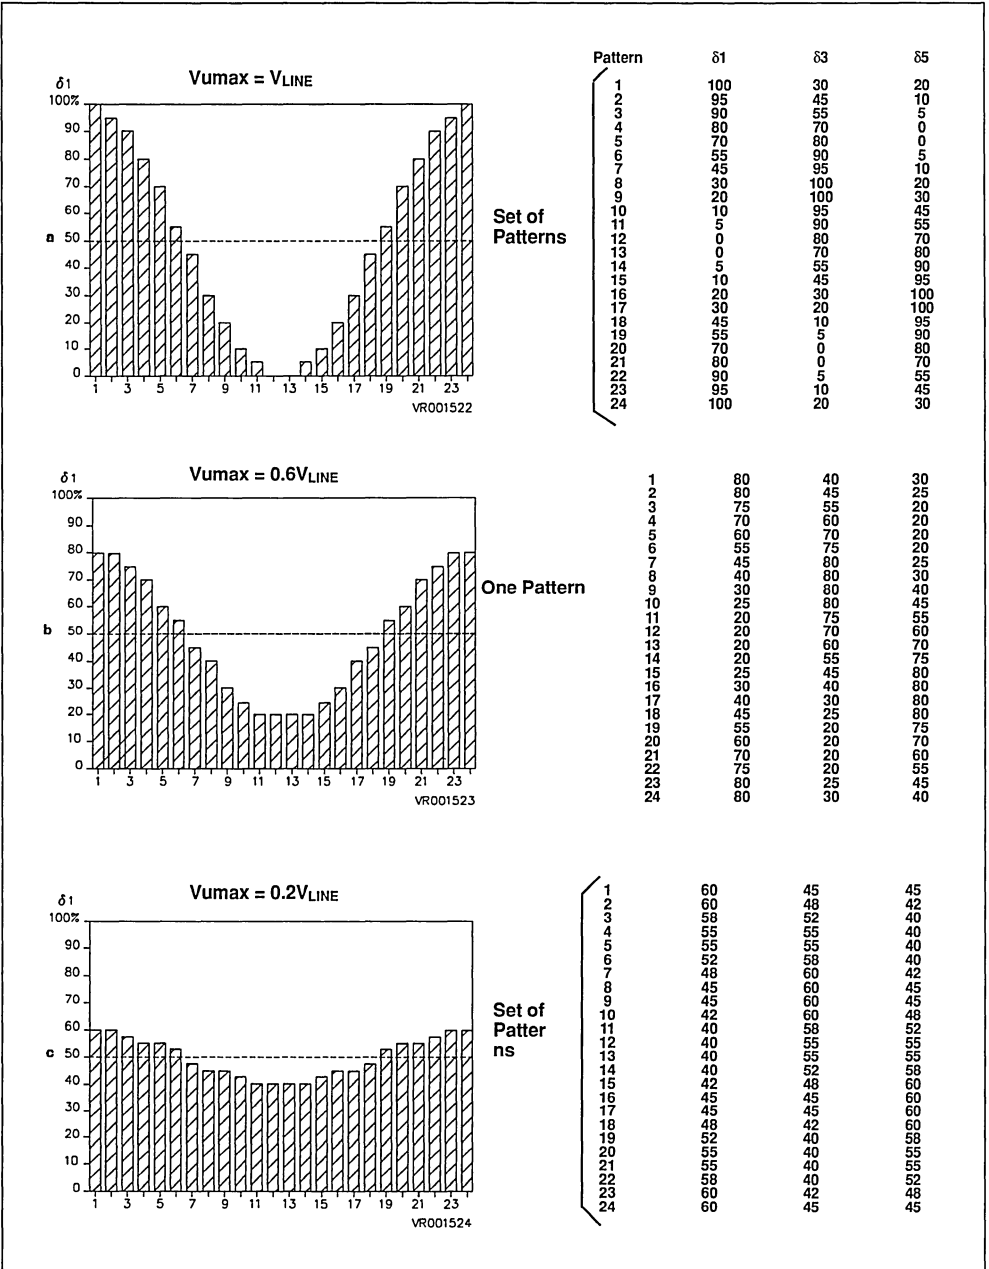 Vumax = VLINE
δ1
100%
90
80
70
60
a 50
40
30
20
10
0
1 3 5 7 9 11 13 15 17 19 21 23
VR001522
Set of
Patterns
Pattern δ1 δ3 δ5
1 100 30 20
2 95 45 10
3 90 55 5
4 80 70 0
5 70 80 0
6 55 90 5
7 45 95 10
8 30 100 20
9 20 100 30
10 10 95 45
11 5 90 55
12 0 80 70
13 0 70 80
14 5 55 90
15 10 45 95
16 20 30 100
17 30 20 100
18 45 10 95
19 55 5 90
20 70 0 80
21 80 0 70
22 90 5 55
23 95 10 45
24 100 20 30
Vumax = 0.6VLINE
δ1
100%
90
80
70
60
b 50
40
30
20
10
0
1 3 5 7 9 11 13 15 17 19 21 23
VR001523
One Pattern
1 80 40 30
2 80 45 25
3 75 55 20
4 70 60 20
5 60 70 20
6 55 75 20
7 45 80 25
8 40 80 30
9 30 80 40
10 25 80 45
11 20 75 55
12 20 70 60
13 20 60 70
14 20 55 75
15 25 45 80
16 30 40 80
17 40 30 80
18 45 25 80
19 55 20 75
20 60 20 70
21 70 20 60
22 75 20 55
23 80 25 45
24 80 30 40
Vumax = 0.2VLINE
δ1
100%
90
80
70
60
c 50
40
30
20
10
0
1 3 5 7 9 11 13 15 17 19 21 23
VR001524
Set of
Patter
ns
1 60 45 45
2 60 48 42
3 58 52 40
4 55 55 40
5 55 55 40
6 52 58 40
7 48 60 42
8 45 60 45
9 45 60 45
10 42 60 48
11 40 58 52
12 40 55 55
13 40 55 55
14 40 52 58
15 42 48 60
16 45 45 60
17 45 45 60
18 48 42 60
19 52 40 58
20 55 40 55
21 55 40 55
22 58 40 52
23 60 42 48
24 60 45 45